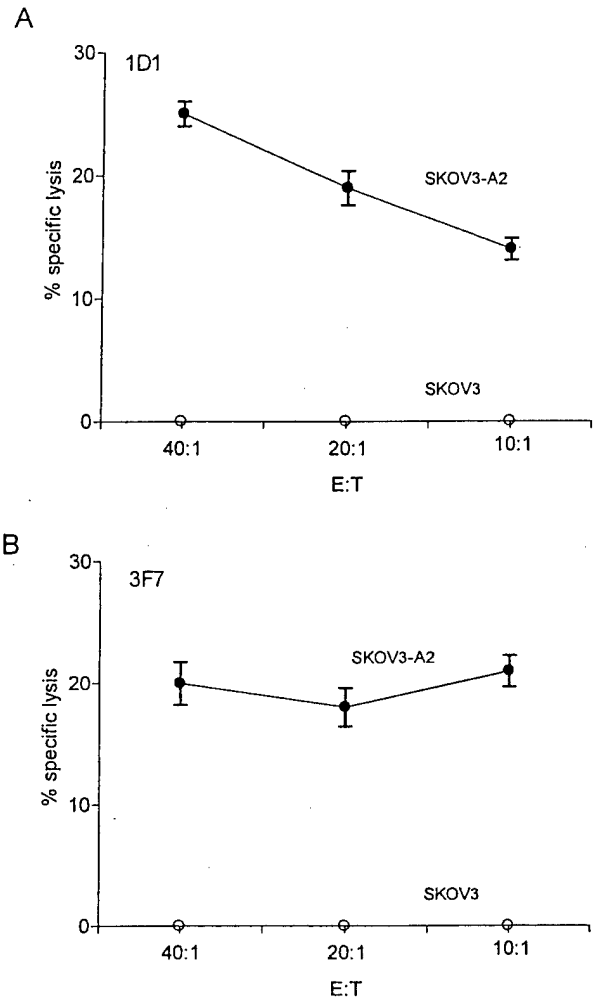 A
30
1D1
20
10
0
% specific lysis
SKOV3-A2
SKOV3
40:1
20:1
10:1
E:T
B
30
3F7
20
10
0
% specific lysis
SKOV3-A2
SKOV3
40:1
20:1
10:1
E:T